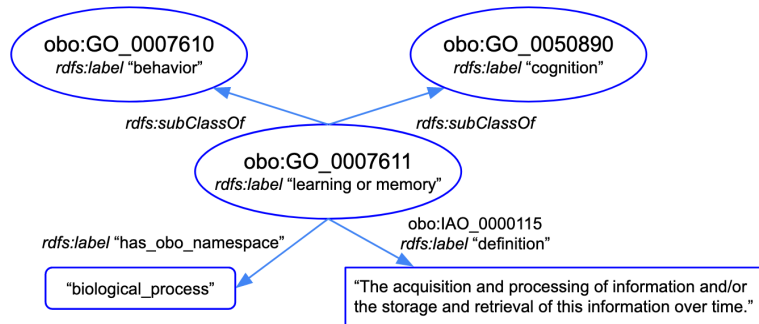 obo:GO_0007610
rdfs:label “behavior”
obo:GO_0050890
rdfs:label “cognition”
rdfs:subClassOf
rdfs:subClassOf
obo:GO_0007611
rdfs:label “learning or memory”
rdfs:label “has_obo_namespace”
obo:IAO_0000115
rdfs:label “definition”
“biological_process”
“The acquisition and processing of information and/or
the storage and retrieval of this information over time.”